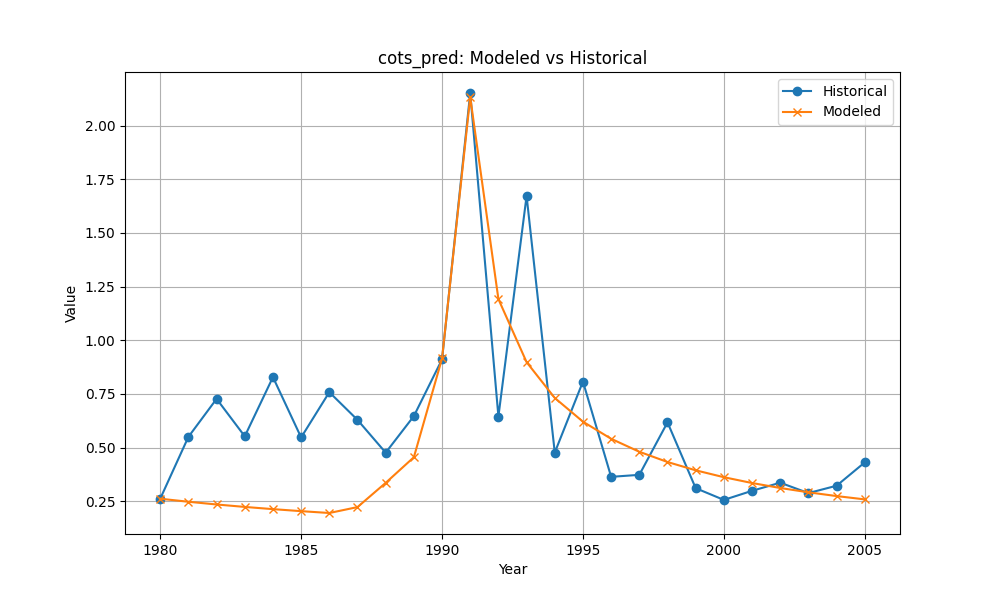 cots_pred: Modeled vs Historical
Historical
Modeled
Value
2.00
1.75
1.50
1.25
1.00
0.75
0.50
0.25
1980 1985 1990 1995 2000 2005
Year